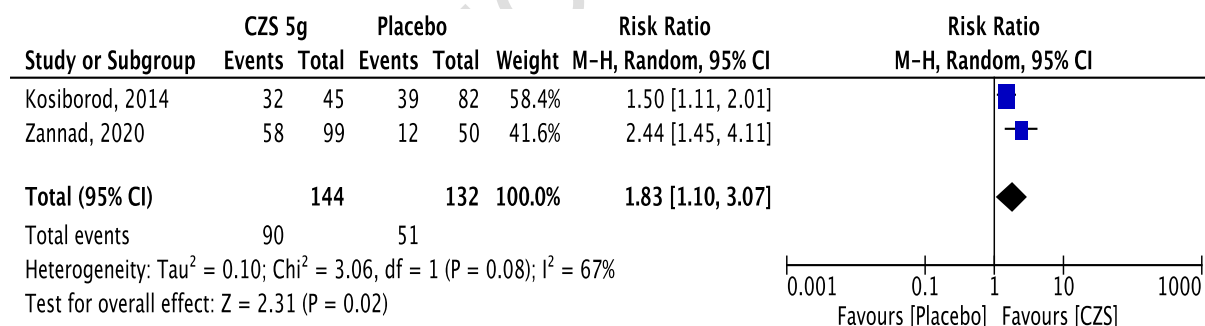 CZS 5g Placebo Risk Ratio Risk Ratio
Study or Subgroup Events Total Events Total Weight M-H, Random, 95% CI M-H, Random, 95% CI
Kosiborod, 2014 32 45 39 82 58.4% 1.50 [1.11, 2.01]
Zannad, 2020 58 99 12 50 41.6% 2.44 [1.45, 4.11]
Total (95% CI) 144 132 100.0% 1.83 [1.10, 3.07]
Total events 90 51
Heterogeneity: Tau² = 0.10; Chi² = 3.06, df = 1 (P = 0.08); I² = 67%
Test for overall effect: Z = 2.31 (P = 0.02)
0.001 0.1 1 10 1000
Favours [Placebo] Favours [CZS]